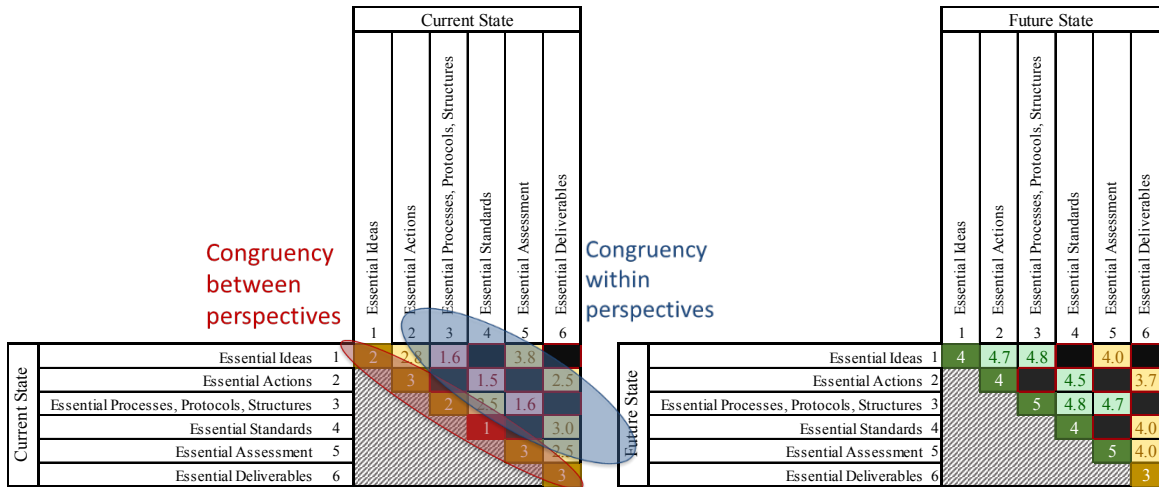 Current State
Future State
Essential Ideas
Essential Actions
Essential Processes, Protocols, Structures
Essential Standards
Essential Assessment
Essential Deliverables
Essential Ideas
Essential Actions
Essential Processes, Protocols, Structures
Essential Standards
Essential Assessment
Essential Deliverables
Congruency
between
perspectives
Congruency
within
perspectives
1 2 3 4 5 6
1 2 3 4 5 6
Current State
Essential Ideas 1 2 2.8 1.6 3.8
Essential Actions 2 3 1.5 2.5
Essential Processes, Protocols, Structures 3 2 2.5 1.6
Essential Standards 4 1 3.0
Essential Assessment 5 3 2.5
Essential Deliverables 6 3
Future State
Essential Ideas 1 4 4.7 4.8 4.0
Essential Actions 2 4 4.5 3.7
Essential Processes, Protocols, Structures 3 5 4.8 4.7
Essential Standards 4 4 4.0
Essential Assessment 5 5 4.0
Essential Deliverables 6 3